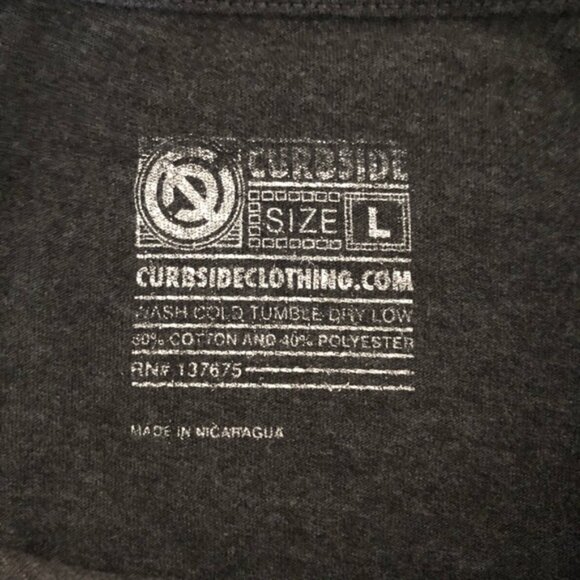 CURBSIDE
SIZE L
CURBSIDECLOTHING.COM
WASH COLD TUMBLE DRY LOW
60% COTTON AND 40% POLYESTER
RN# 137675
MADE IN NICARAGUA